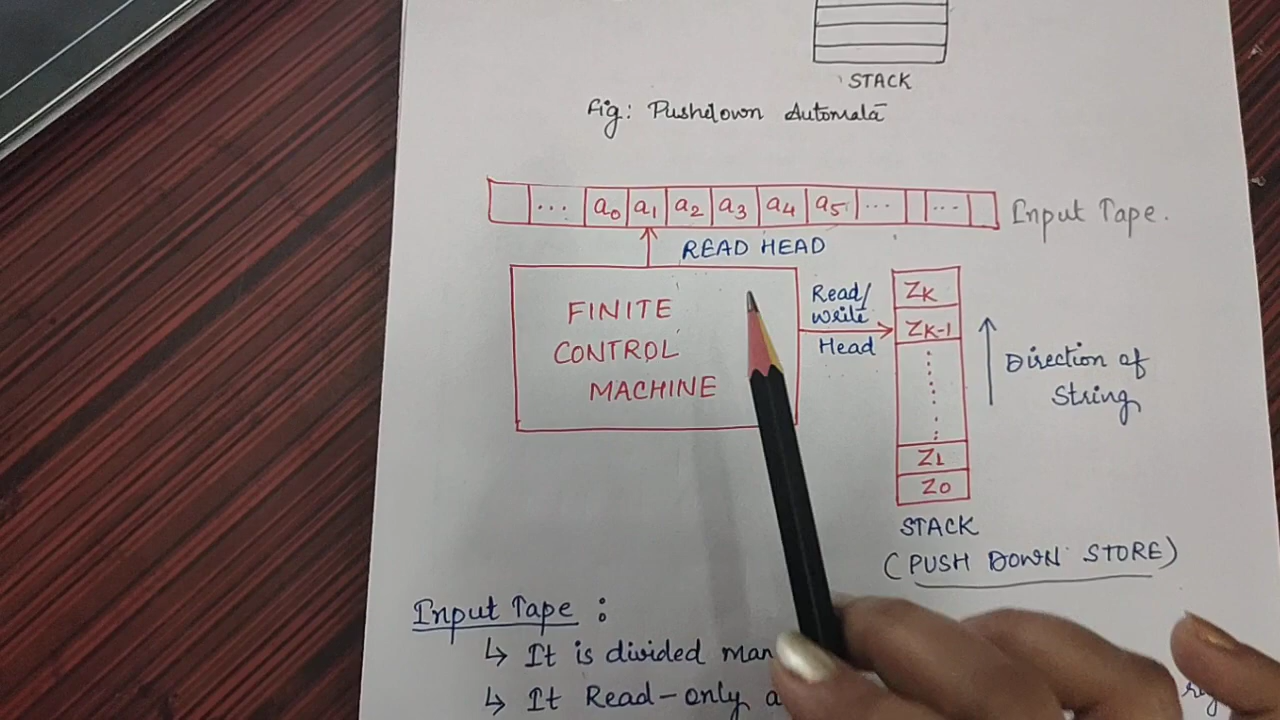 STACK
Fig: Pushdown Automata
... a0 a1 a2 a3 a4 a5 ... ...
Input Tape.
READ HEAD
FINITE
CONTROL
MACHINE
Read/
Write
Head
ZK
ZK-1
Z1
Z0
Direction of
String
STACK
(PUSH DOWN STORE)
Input Tape :
↳ It is divided
↳ It Read-only